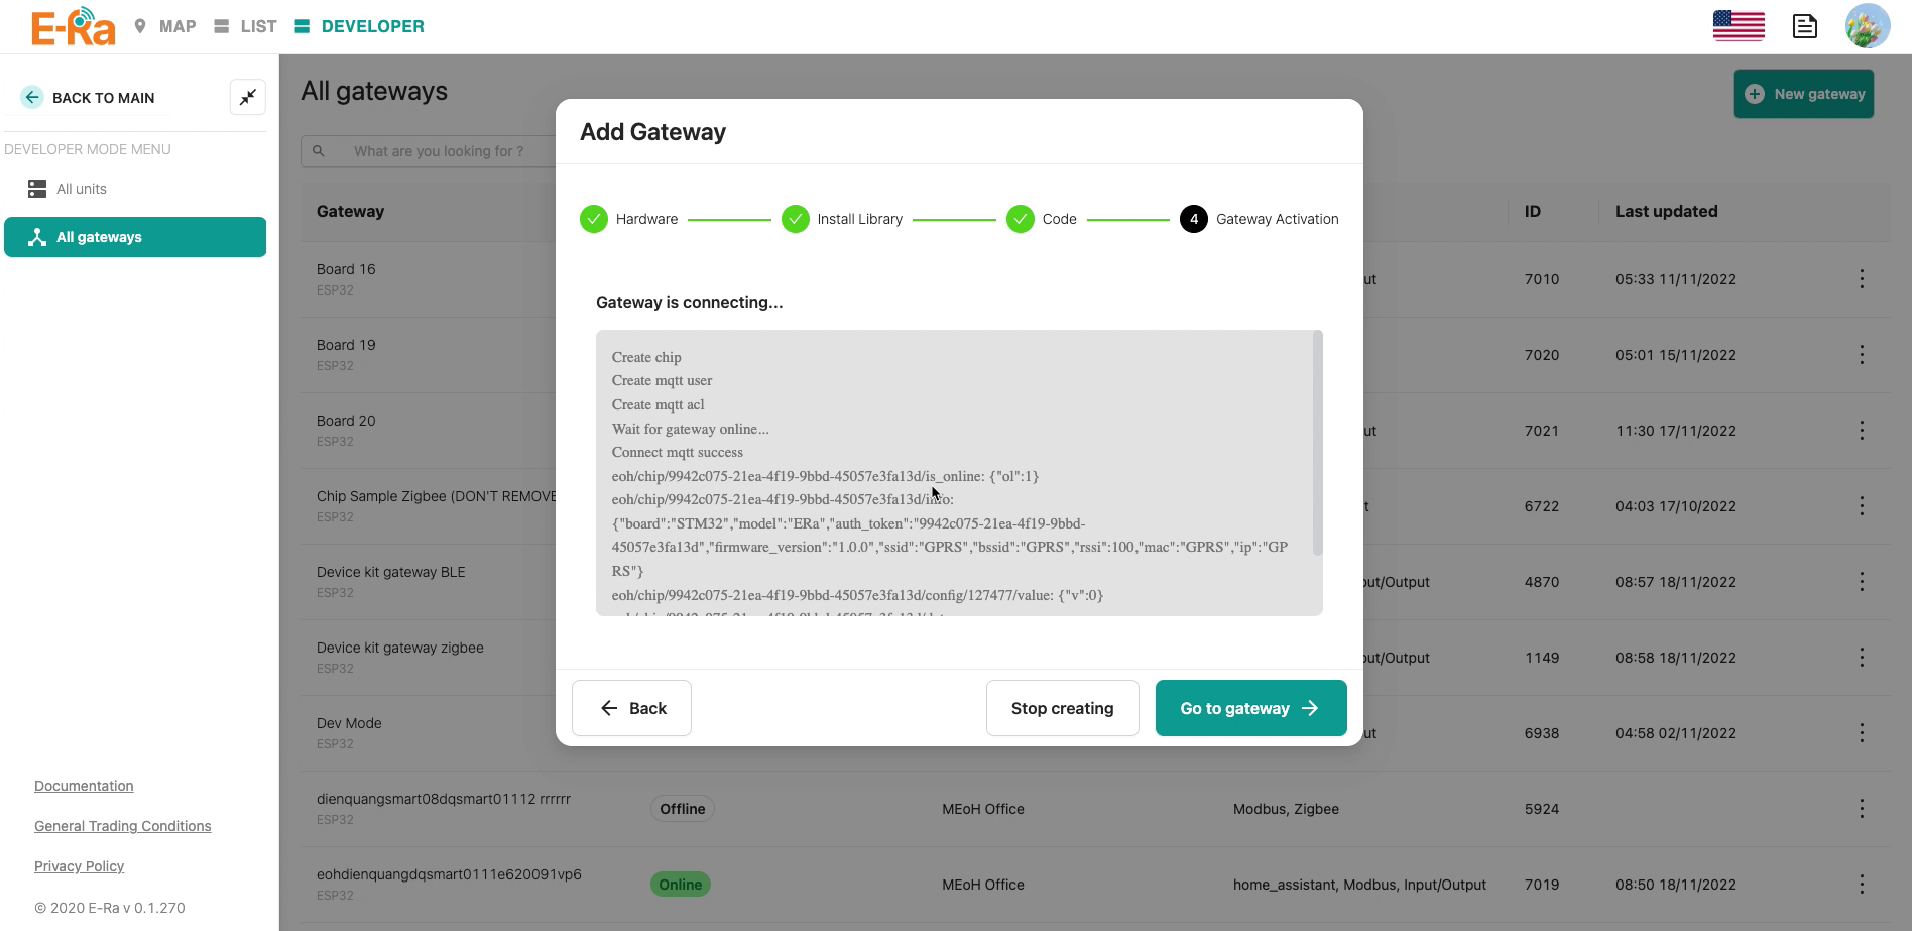 E-Ra
MAP
LIST
DEVELOPER
BACK TO MAIN
DEVELOPER MODE MENU
All units
All gateways
Documentation
General Trading Conditions
Privacy Policy
© 2020 E-Ra v 0.1.270
All gateways
New gateway
What are you looking for ?
Gateway
ID
Last updated
Board 16
ESP32
ut
7010
05:33 11/11/2022
Board 19
ESP32
7020
05:01 15/11/2022
Board 20
ESP32
ut
7021
11:30 17/11/2022
Chip Sample Zigbee (DON'T REMOVE
ESP32
t
6722
04:03 17/10/2022
Device kit gateway BLE
ESP32
out/Output
4870
08:57 18/11/2022
Device kit gateway zigbee
ESP32
out/Output
1149
08:58 18/11/2022
Dev Mode
ESP32
ut
6938
04:58 02/11/2022
dienquangsmart08dqsmart01112 rrrrrr
ESP32
Offline
MEoH Office
Modbus, Zigbee
5924
eohdienquangdqsmart0111e620O91vp6
ESP32
Online
MEoH Office
home_assistant, Modbus, Input/Output
7019
08:50 18/11/2022
Add Gateway
Hardware
Install Library
Code
4
Gateway Activation
Gateway is connecting...
Create chip
Create mqtt user
Create mqtt acl
Wait for gateway online...
Connect mqtt success
eoh/chip/9942c075-21ea-4f19-9bbd-45057e3fa13d/is_online: {"ol":1}
eoh/chip/9942c075-21ea-4f19-9bbd-45057e3fa13d/info:
{"board":"STM32","model":"ERa","auth_token":"9942c075-21ea-4f19-9bbd-
45057e3fa13d","firmware_version":"1.0.0","ssid":"GPRS","bssid":"GPRS","rssi":100,"mac":"GPRS","ip":"GP
RS"}
eoh/chip/9942c075-21ea-4f19-9bbd-45057e3fa13d/config/127477/value: {"v":0}
Back
Stop creating
Go to gateway